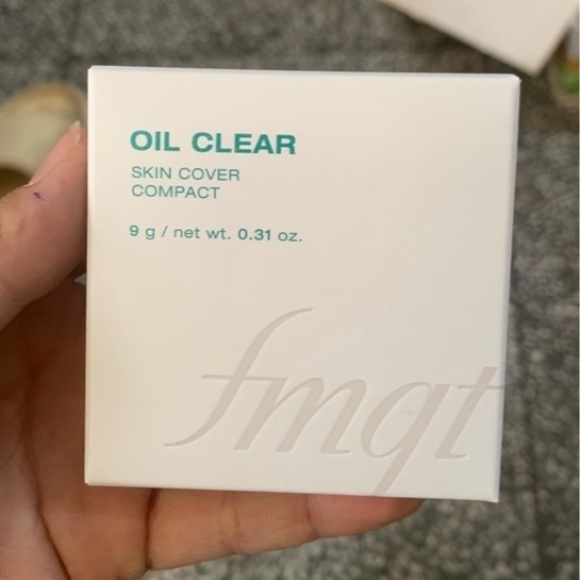 OIL CLEAR
SKIN COVER
COMPACT
9 g / net wt. 0.31 oz.
fmgt